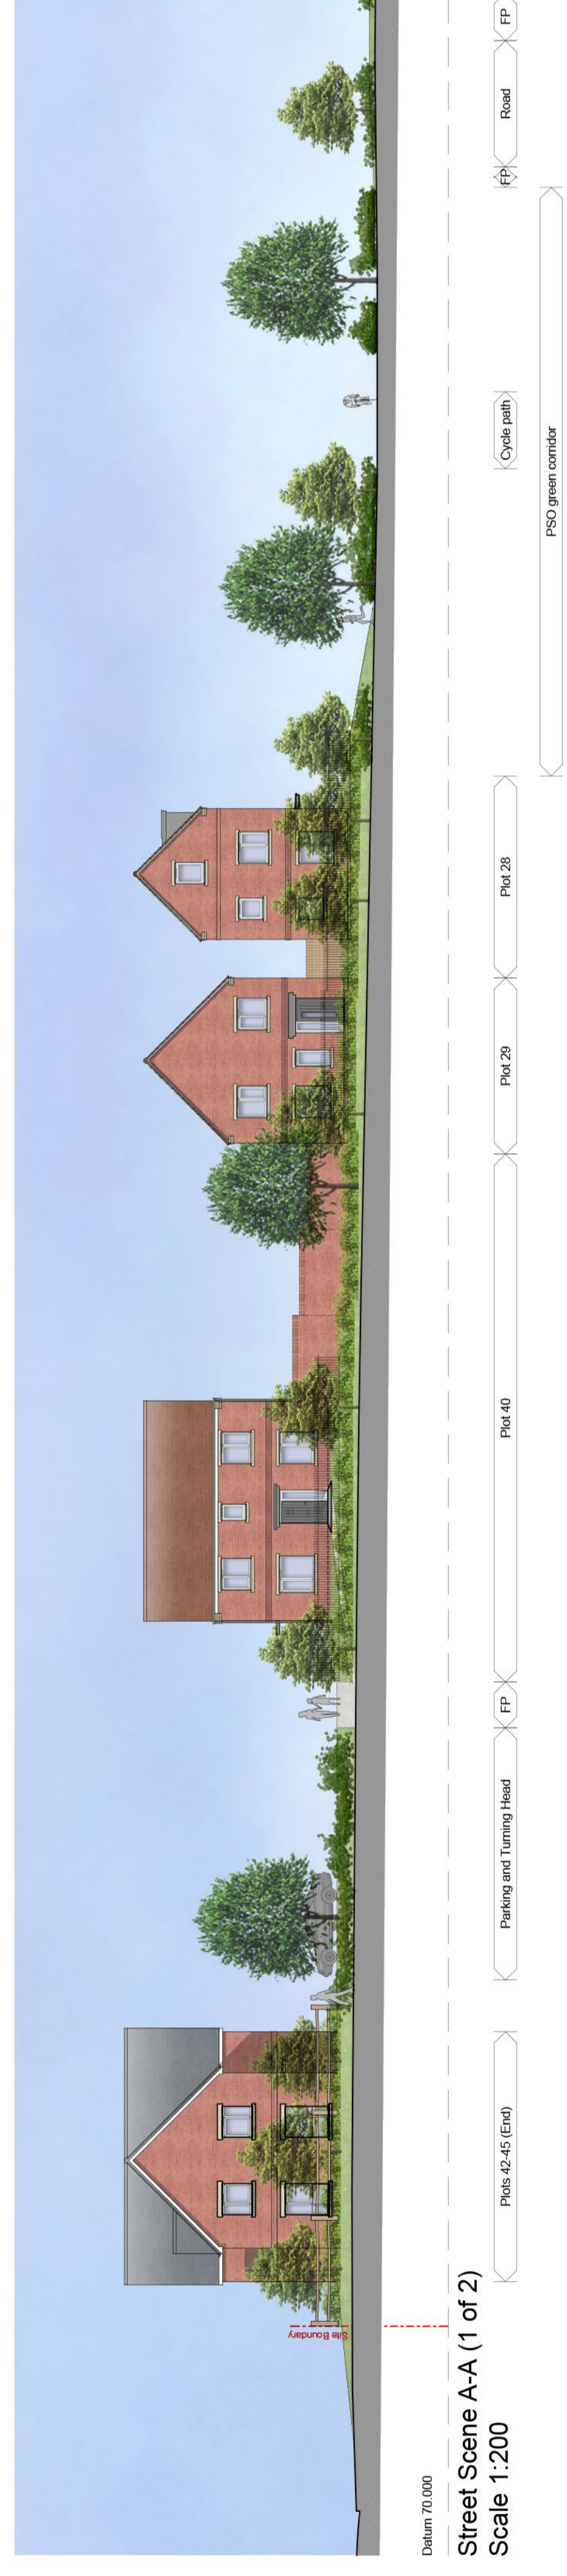 Site Boundary
Datum 70.000
Plots 42-45 (End)
Parking and Turning Head
FP
Plot 40
Plot 29
Plot 28
Cycle path
FP
Road
FP
PSO green corridor
Street Scene A-A (1 of 2)
Scale 1:200